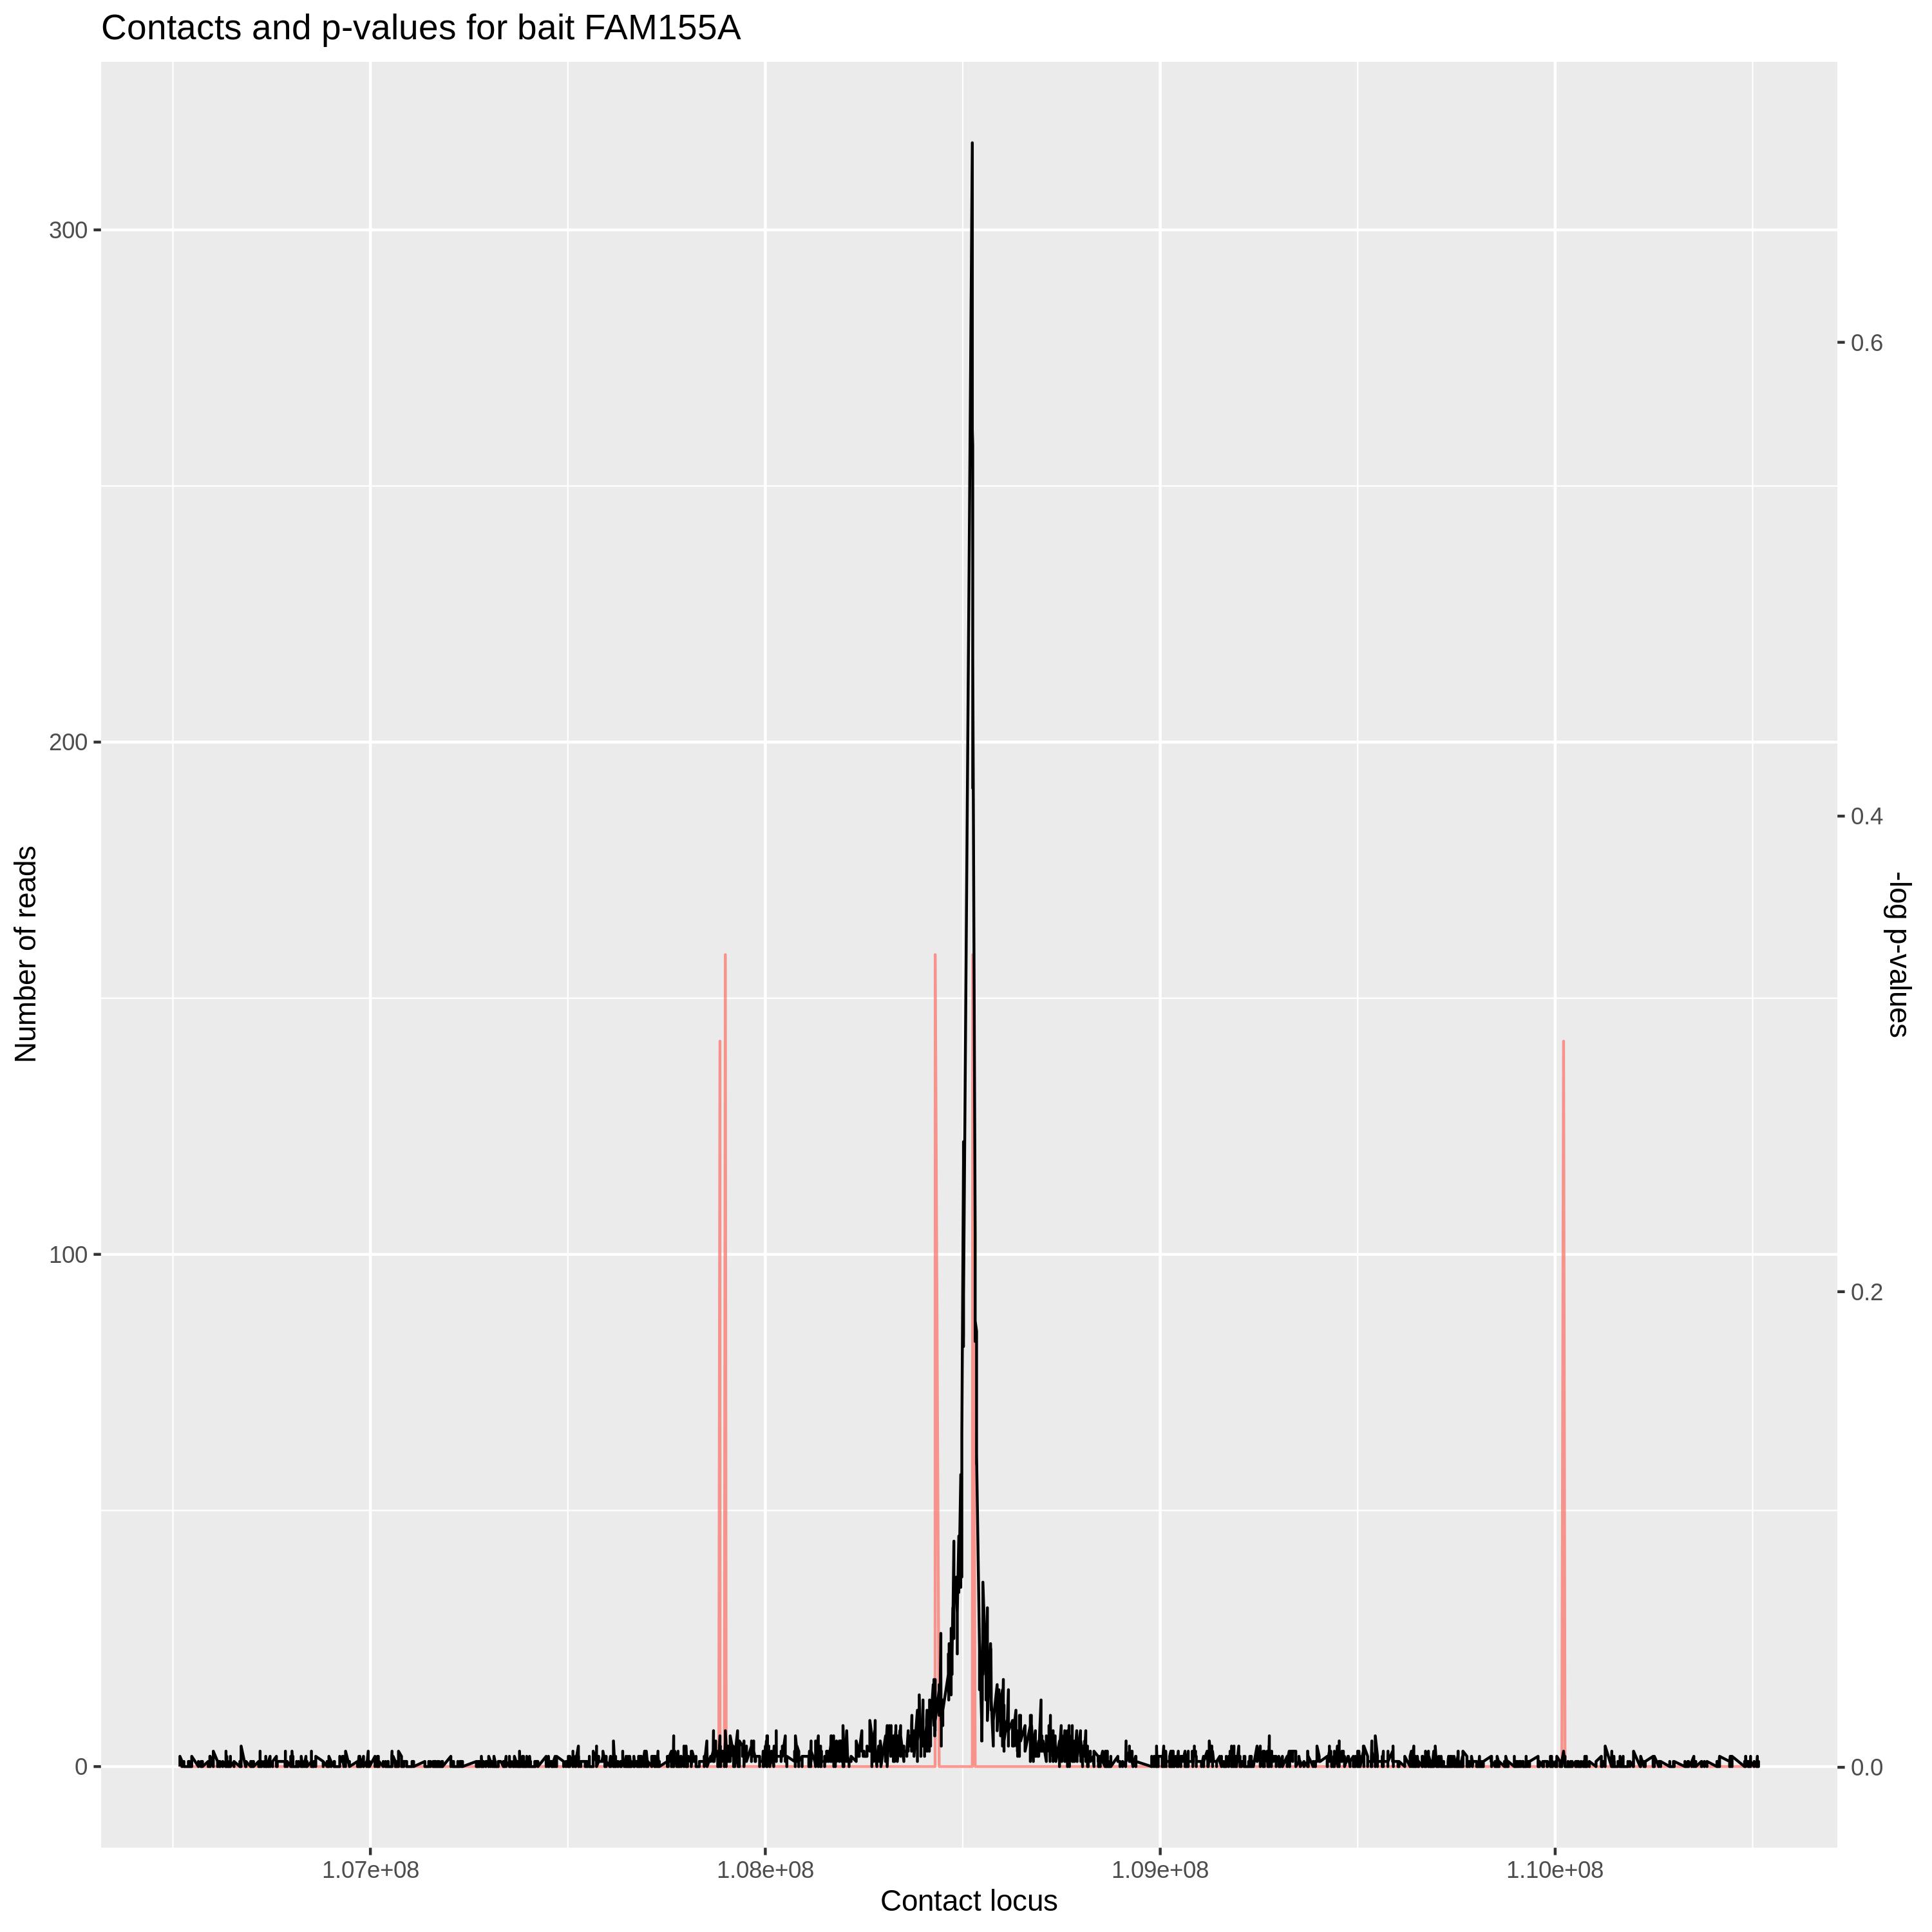 Contacts and p-values for bait FAM155A
300
200
100
0
Number of reads
0.6
0.4
0.2
0.0
-log p-values
1.07e+08
1.08e+08
1.09e+08
1.10e+08
Contact locus